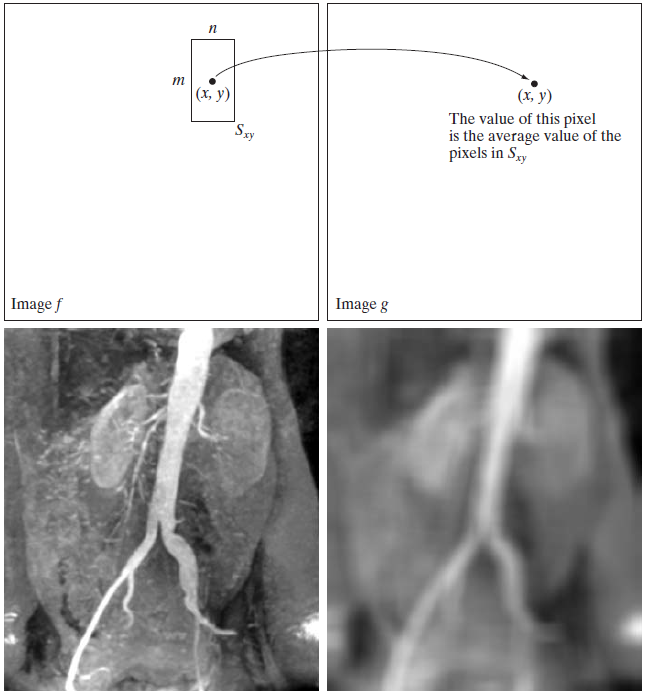 n
m
(x, y)
Sxy
Image f
(x, y)
The value of this pixel
is the average value of the
pixels in Sxy
Image g